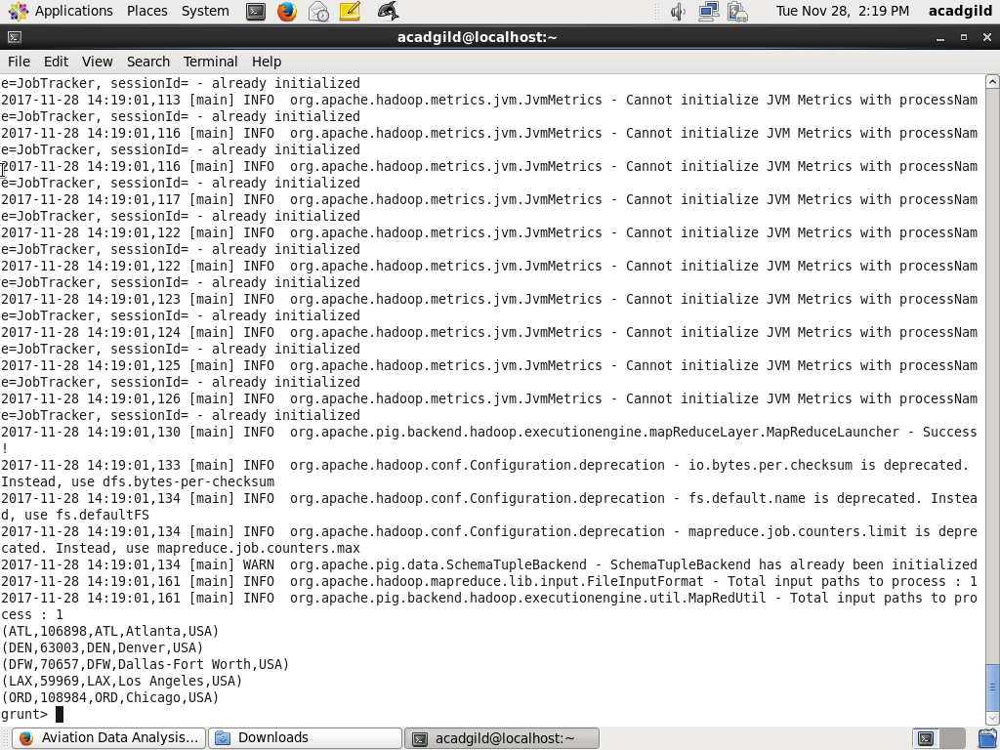 Applications Places System Tue Nov 28, 2:19 PM acadgild
acadgild@localhost:~
File Edit View Search Terminal Help
e=JobTracker, sessionId= - already initialized
2017-11-28 14:19:01,113 [main] INFO  org.apache.hadoop.metrics.jvm.JvmMetrics - Cannot initialize JVM Metrics with processNam
e=JobTracker, sessionId= - already initialized
2017-11-28 14:19:01,116 [main] INFO  org.apache.hadoop.metrics.jvm.JvmMetrics - Cannot initialize JVM Metrics with processNam
e=JobTracker, sessionId= - already initialized
2017-11-28 14:19:01,116 [main] INFO  org.apache.hadoop.metrics.jvm.JvmMetrics - Cannot initialize JVM Metrics with processNam
e=JobTracker, sessionId= - already initialized
2017-11-28 14:19:01,117 [main] INFO  org.apache.hadoop.metrics.jvm.JvmMetrics - Cannot initialize JVM Metrics with processNam
e=JobTracker, sessionId= - already initialized
2017-11-28 14:19:01,122 [main] INFO  org.apache.hadoop.metrics.jvm.JvmMetrics - Cannot initialize JVM Metrics with processNam
e=JobTracker, sessionId= - already initialized
2017-11-28 14:19:01,122 [main] INFO  org.apache.hadoop.metrics.jvm.JvmMetrics - Cannot initialize JVM Metrics with processNam
e=JobTracker, sessionId= - already initialized
2017-11-28 14:19:01,123 [main] INFO  org.apache.hadoop.metrics.jvm.JvmMetrics - Cannot initialize JVM Metrics with processNam
e=JobTracker, sessionId= - already initialized
2017-11-28 14:19:01,124 [main] INFO  org.apache.hadoop.metrics.jvm.JvmMetrics - Cannot initialize JVM Metrics with processNam
e=JobTracker, sessionId= - already initialized
2017-11-28 14:19:01,125 [main] INFO  org.apache.hadoop.metrics.jvm.JvmMetrics - Cannot initialize JVM Metrics with processNam
e=JobTracker, sessionId= - already initialized
2017-11-28 14:19:01,126 [main] INFO  org.apache.hadoop.metrics.jvm.JvmMetrics - Cannot initialize JVM Metrics with processNam
e=JobTracker, sessionId= - already initialized
2017-11-28 14:19:01,130 [main] INFO  org.apache.pig.backend.hadoop.executionengine.mapReduceLayer.MapReduceLauncher - Success
!
2017-11-28 14:19:01,133 [main] INFO  org.apache.hadoop.conf.Configuration.deprecation - io.bytes.per.checksum is deprecated.
Instead, use dfs.bytes-per-checksum
2017-11-28 14:19:01,134 [main] INFO  org.apache.hadoop.conf.Configuration.deprecation - fs.default.name is deprecated. Instea
d, use fs.defaultFS
2017-11-28 14:19:01,134 [main] INFO  org.apache.hadoop.conf.Configuration.deprecation - mapreduce.job.counters.limit is depre
cated. Instead, use mapreduce.job.counters.max
2017-11-28 14:19:01,134 [main] WARN  org.apache.pig.data.SchemaTupleBackend - SchemaTupleBackend has already been initialized
2017-11-28 14:19:01,161 [main] INFO  org.apache.hadoop.mapreduce.lib.input.FileInputFormat - Total input paths to process : 1
2017-11-28 14:19:01,161 [main] INFO  org.apache.pig.backend.hadoop.executionengine.util.MapRedUtil - Total input paths to pro
cess : 1
(ATL,106898,ATL,Atlanta,USA)
(DEN,63003,DEN,Denver,USA)
(DFW,70657,DFW,Dallas-Fort Worth,USA)
(LAX,59969,LAX,Los Angeles,USA)
(ORD,108984,ORD,Chicago,USA)
grunt>
Aviation Data Analysis... Downloads acadgild@localhost:~